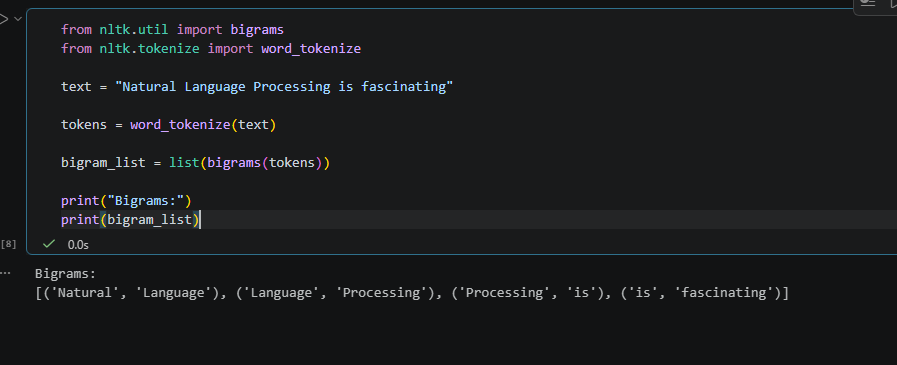 from nltk.util import bigrams
from nltk.tokenize import word_tokenize
text = "Natural Language Processing is fascinating"
tokens = word_tokenize(text)
bigram_list = list(bigrams(tokens))
print("Bigrams:")
print(bigram_list)
[8]
0.0s
...
Bigrams:
[('Natural', 'Language'), ('Language', 'Processing'), ('Processing', 'is'), ('is', 'fascinating')]